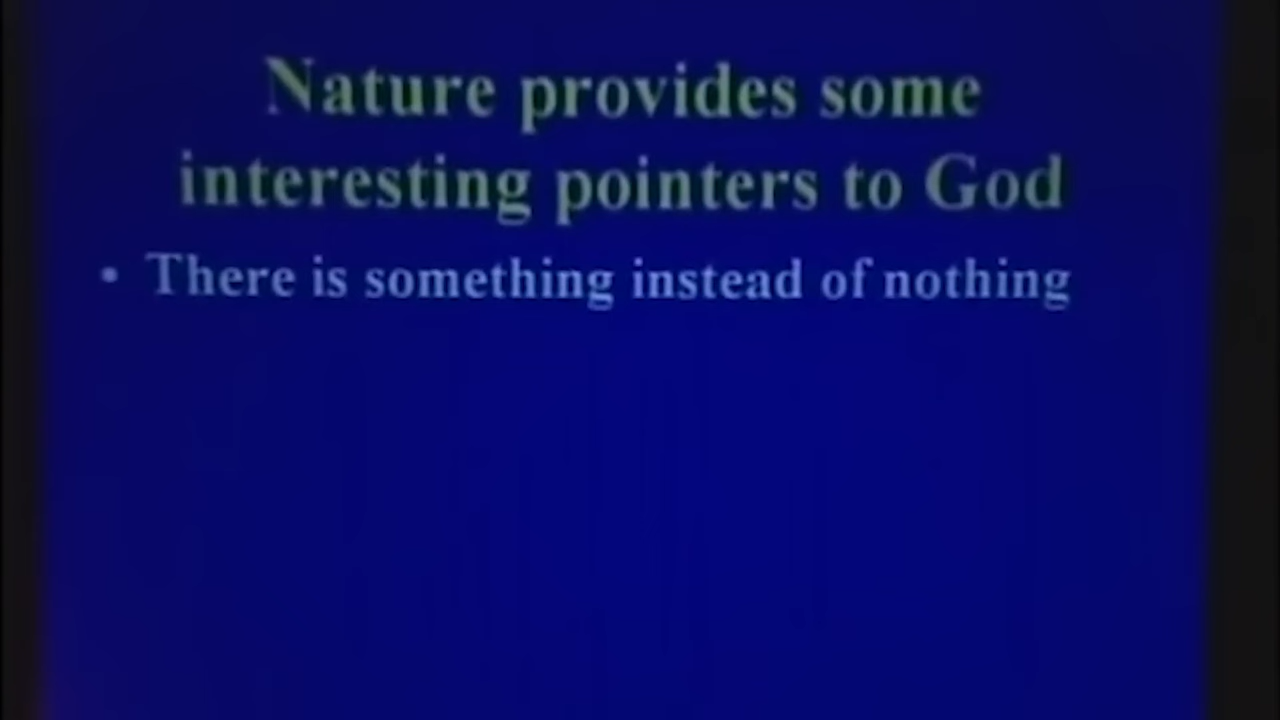 Nature provides some
interesting pointers to God
• There is something instead of nothing